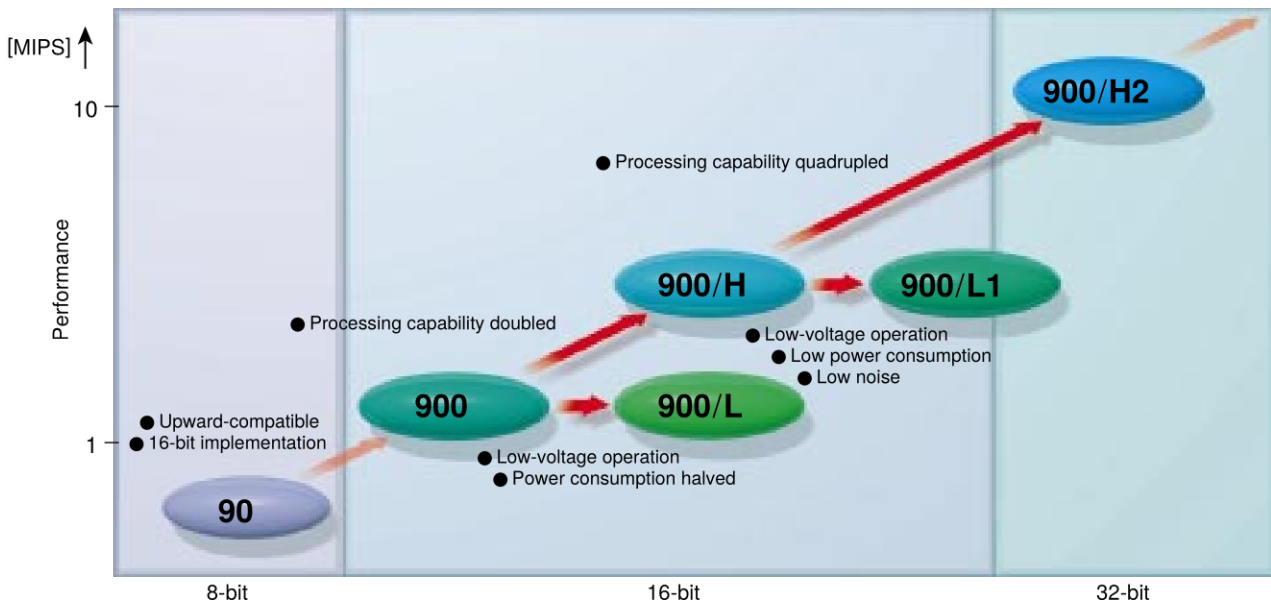 [MIPS]
10
900/H2
● Processing capability quadrupled
Performance
900/H
900/L1
● Processing capability doubled
● Low-voltage operation
● Low power consumption
● Low noise
900
900/L
● Upward-compatible
● 16-bit implementation
1
● Low-voltage operation
● Power consumption halved
90
8-bit
16-bit
32-bit